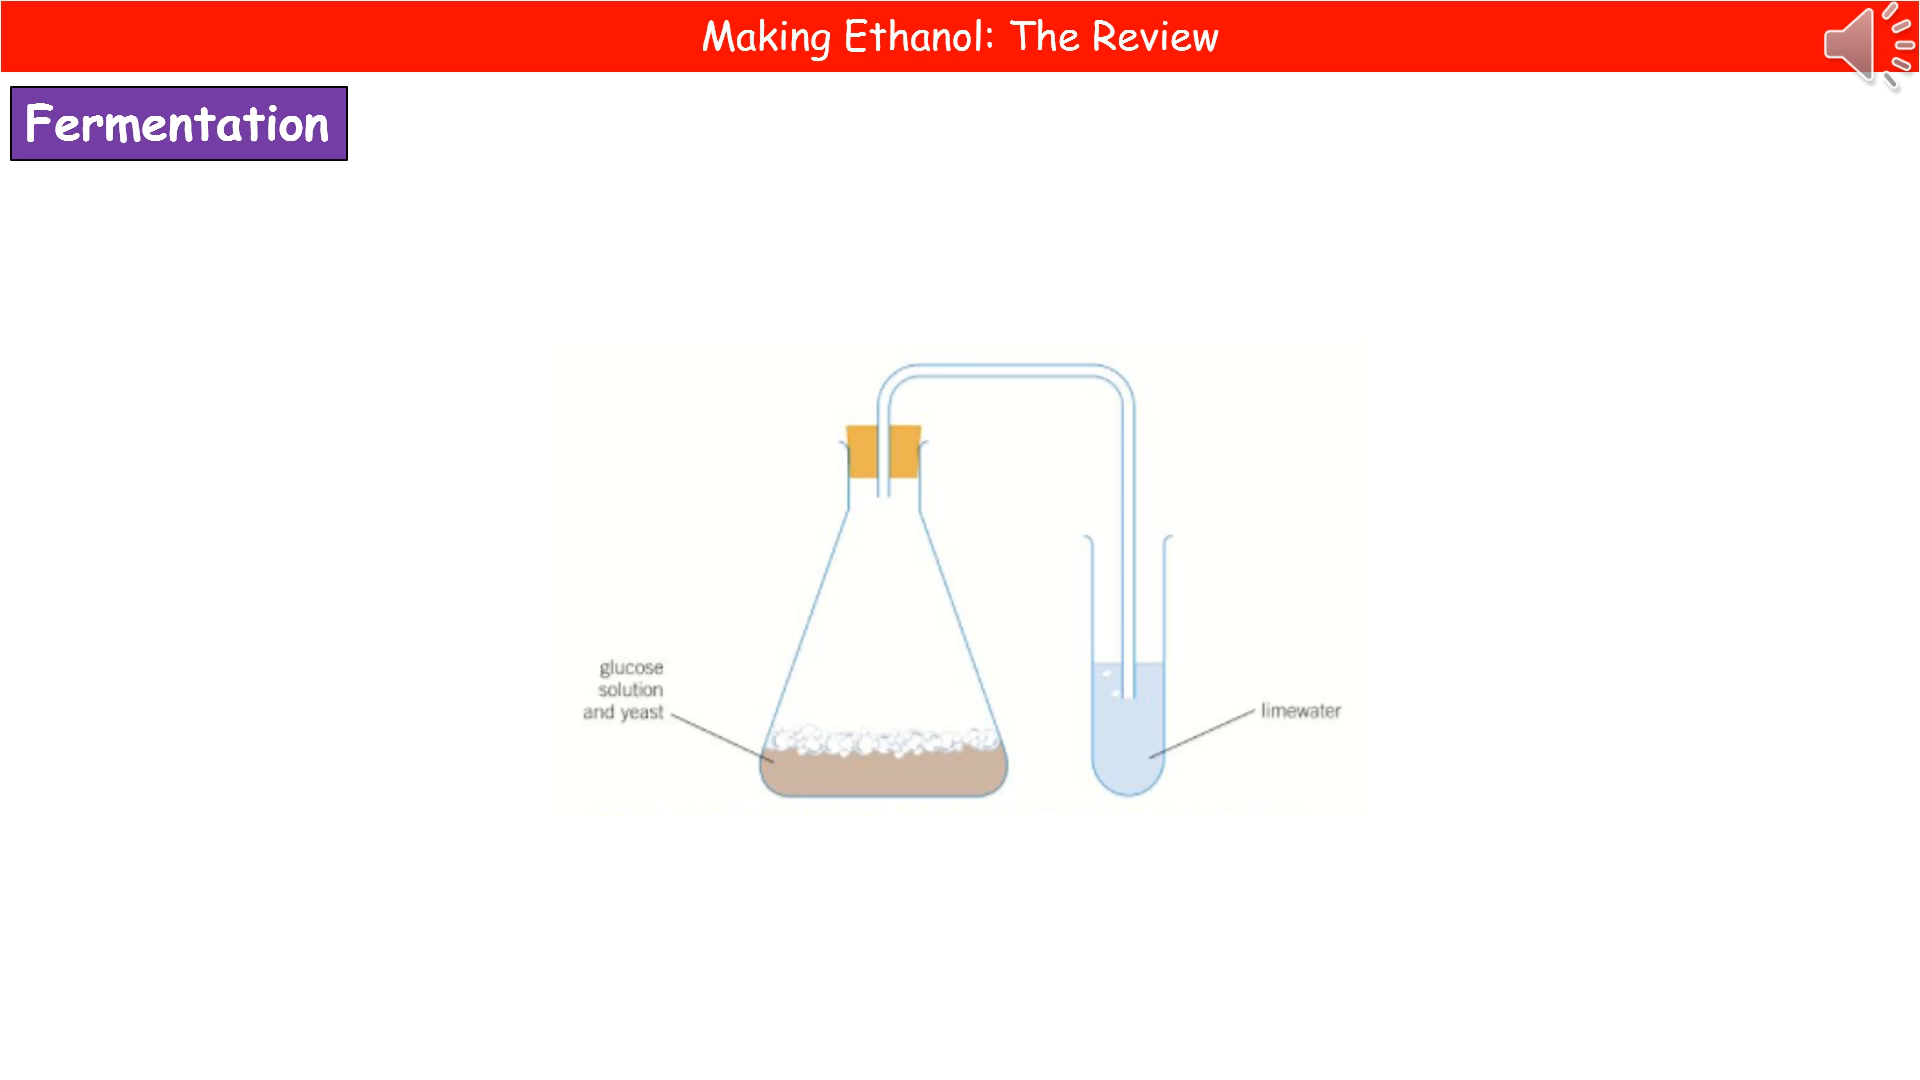 Making Ethanol: The Review
Fermentation
glucose
solution
and yeast
limewater